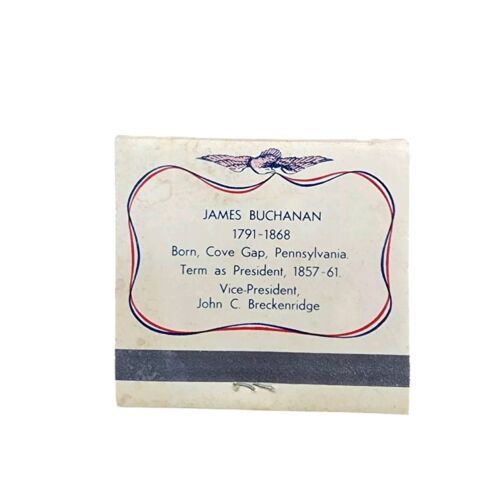 JAMES BUCHANAN
1791-1868
Born, Cove Gap, Pennsylvania.
Term as President, 1857-61.
Vice-President,
John C. Breckenridge